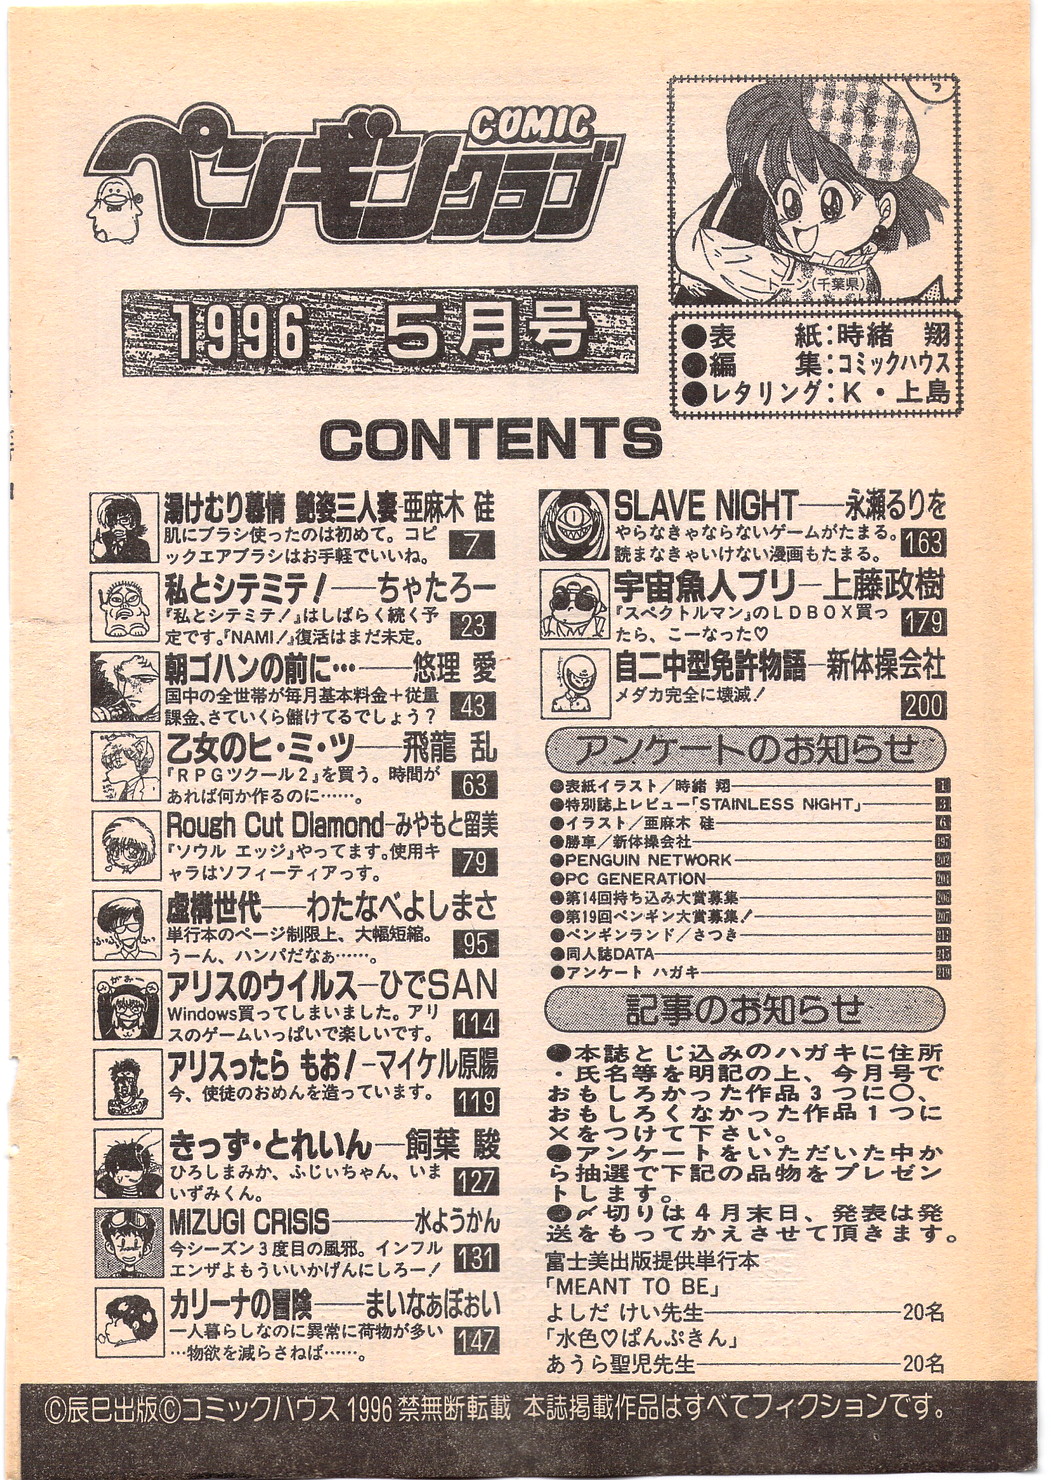 COMIC
ペンギンクラブ
1996 5月号
トーン(千葉県)
●表 紙:時緒 翔
●編 集:コミックハウス
●レタリング:K・上島
CONTENTS
湯けむり慕情 艶姿三人妻 亜麻木 硅
肌にブラシ使ったのは初めて。コピ
ックエアブラシはお手軽でいいね。
7
私とシテミテ!――ちゃたろー
『私とシテミテ!』はしばらく続く予
定です。『NAMI!』復活はまだ未定。
23
朝ゴハンの前に…――悠理 愛
国中の全世帯が毎月基本料金+従量
課金、さていくら儲けてるでしょう?
43
乙女のヒ・ミ・ツ――飛龍 乱
『RPGツクール2』を買う。時間が
あれば何か作るのに……。
63
Rough Cut Diamond―みやもと留美
『ソウル エッジ』やってます。使用キ
ャラはソフィーティアっす。
79
虚構世代――わたなべよしまさ
単行本のページ制限上、大幅短縮。
うーん、ハンパだなぁ……。
95
アリスのウイルス―ひでSAN
Windows買ってしまいました。アリ
スのゲームいっぱいで楽しいです。
114
アリスったら もお!―マイケル原腸
今、使徒のおめんを造っています。
119
きっず・とれいん―飼葉 駿
ひろしまみか、ふじぃちゃん、いま
いずみくん。
127
MIZUGI CRISIS――水ようかん
今シーズン3度目の風邪。インフル
エンザよもういいかげんにしろー!
131
カリーナの冒険――まいなぁぼぉい
一人暮らしなのに異常に荷物が多い
…物欲を減らさねば……。
147
SLAVE NIGHT――永瀬るりを
やらなきゃならないゲームがたまる。
読まなきゃいけない漫画もたまる。
163
宇宙魚人ブリ―上藤政樹
『スペクトルマン』のLDBOX買っ
たら、こーなった♡
179
自二中型免許物語―新体操会社
メダカ完全に壊滅!
200
アンケートのお知らせ
●表紙イラスト/時緒 翔――1
●特別誌上レビュー「STAINLESS NIGHT」――3
●イラスト/亜麻木 硅――6
●勝車/新体操会社――197
●PENGUIN NETWORK――202
●PC GENERATION――204
●第14回持ち込み大賞募集――206
●第19回ペンギン大賞募集!――207
●ペンギンランド/さつき
●同人誌DATA
●アンケート ハガキ――219
記事のお知らせ
●本誌とじ込みのハガキに住所
・氏名等を明記の上、今月号で
おもしろかった作品3つに○、
おもしろくなかった作品1つに
×をつけて下さい。
●アンケートをいただいた中か
ら抽選で下記の品物をプレゼン
トします。
●〆切りは4月末日、発表は発
送をもってかえさせて頂きます。
富士美出版提供単行本
「MEANT TO BE」
よしだ けい先生――20名
「水色♡ぱんぷきん」
あうら聖児先生――20名
©辰巳出版©コミックハウス 1996 禁無断転載 本誌掲載作品はすべてフィクションです。